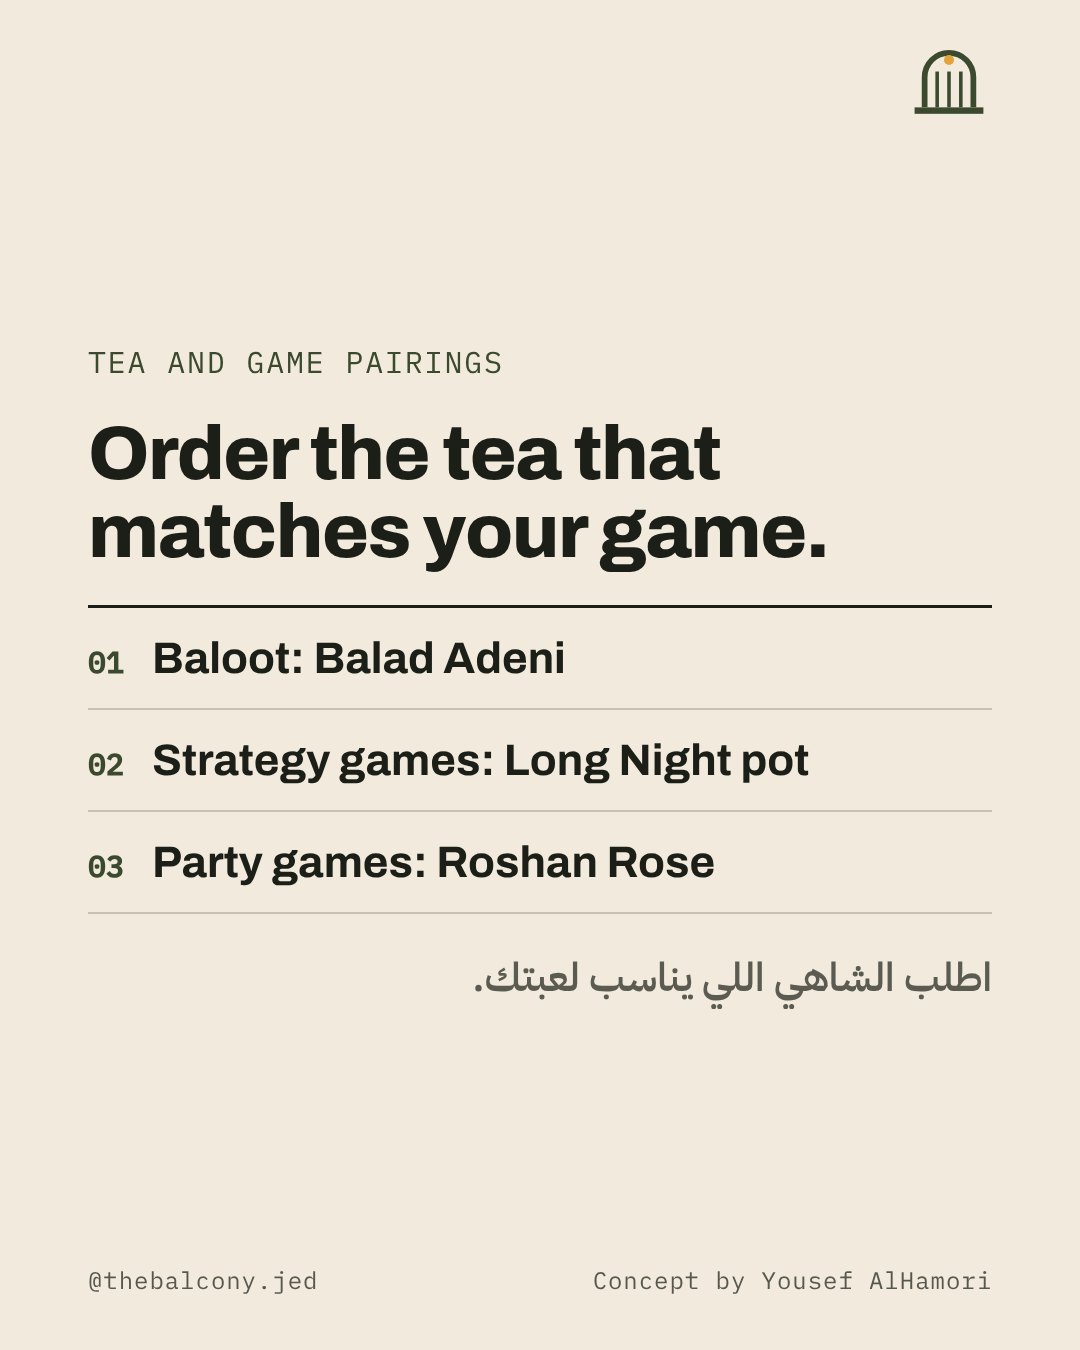 TEA AND GAME PAIRINGS
Order the tea that
matches your game.
01 Baloot: Balad Adeni
02 Strategy games: Long Night pot
03 Party games: Roshan Rose
اطلب الشاهي اللي يناسب لعبتك.
@thebalcony.jed
Concept by Yousef AlHamori